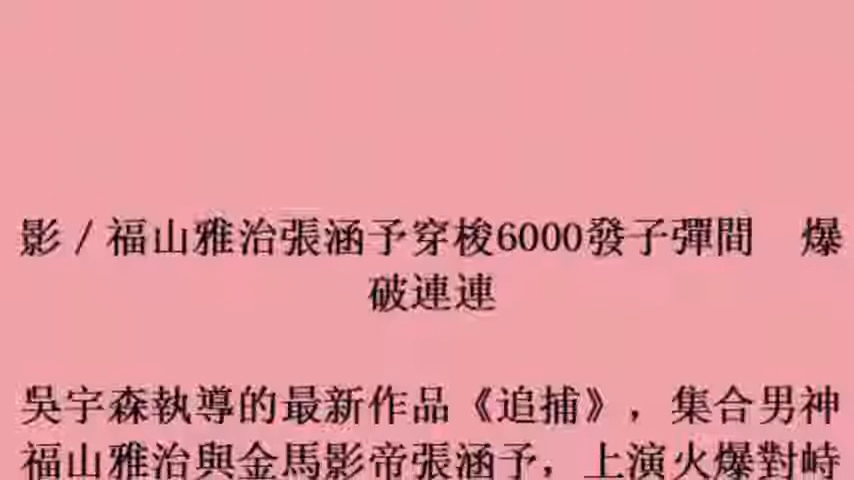 影／福山雅治張涵予穿梭6000發子彈間　爆
破連連
吳宇森執導的最新作品《追捕》，集合男神
福山雅治與金馬影帝張涵予，上演火爆對峙